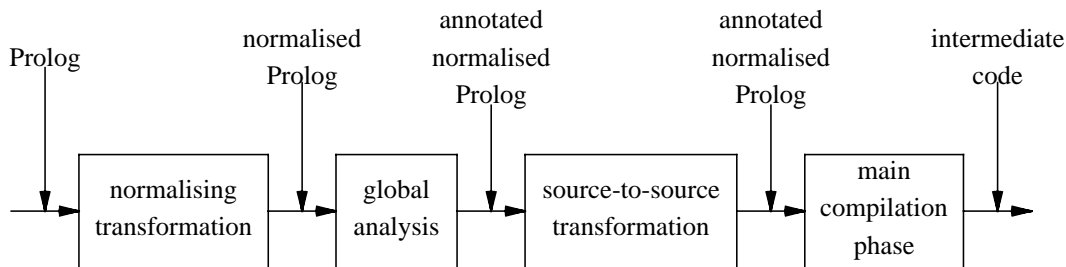 Prolog
normalised
Prolog
annotated
normalised
Prolog
annotated
normalised
Prolog
intermediate
code
normalising
transformation
global
analysis
source-to-source
transformation
main
compilation
phase